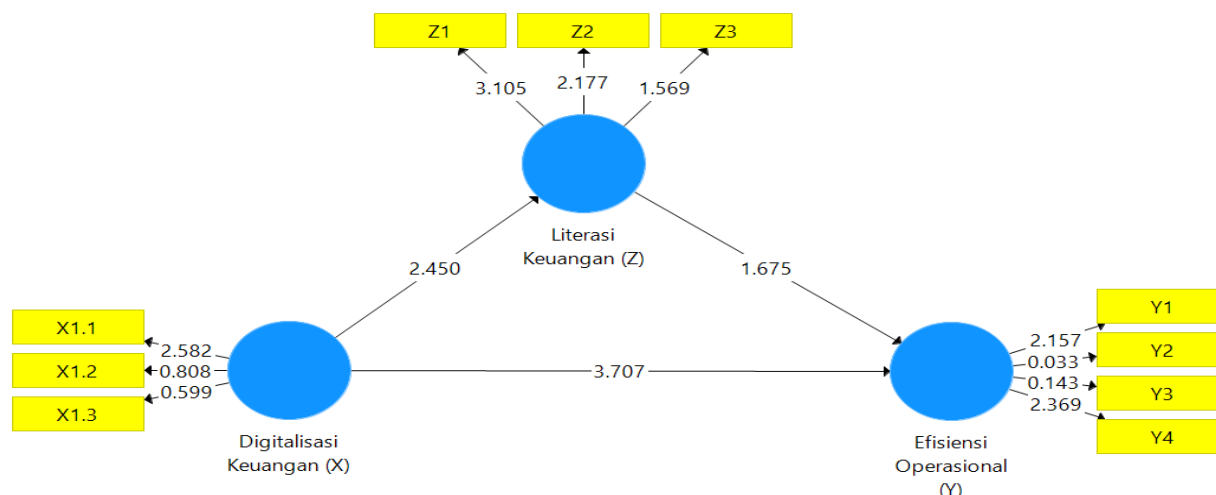 Z1 Z2 Z3
3.105 2.177 1.569
Literasi
Keuangan (Z)
2.450 1.675
X1.1
X1.2
X1.3
2.582
0.808
0.599
Digitalisasi
Keuangan (X)
3.707
2.157
0.033
0.143
2.369
Y1
Y2
Y3
Y4
Efisiensi
Operasional
(Y)